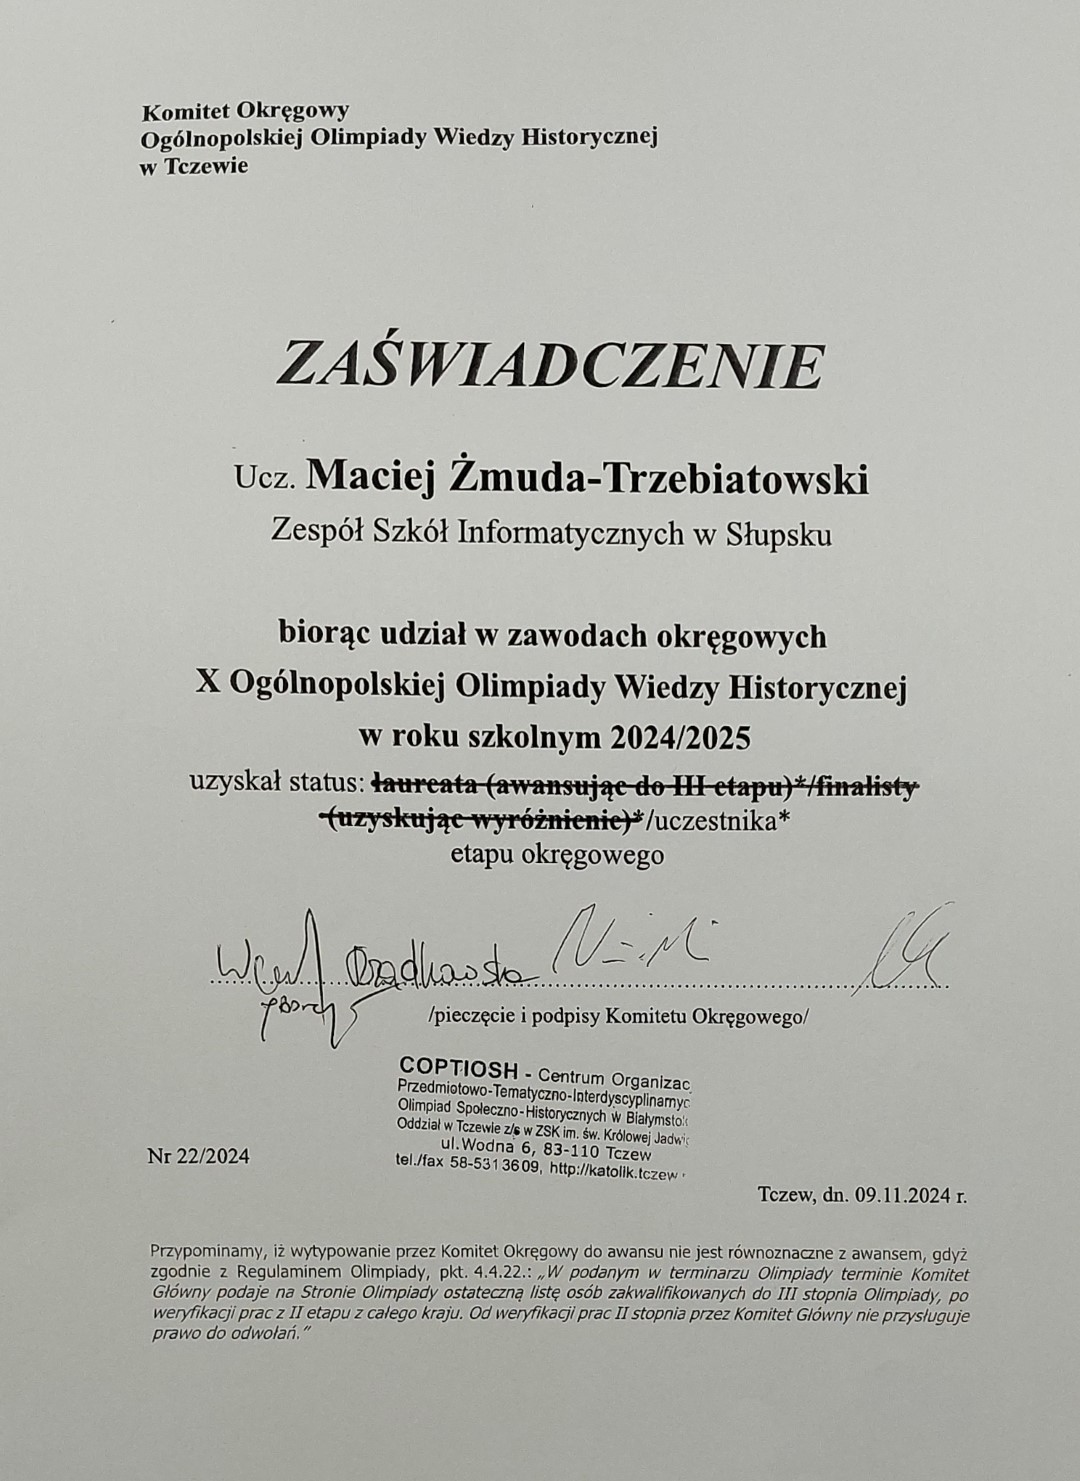 Komitet Okręgowy
Ogólnopolskiej Olimpiady Wiedzy Historycznej
w Tczewie
ZAŚWIADCZENIE
Ucz. Maciej Żmuda-Trzebiatowski
Zespół Szkół Informatycznych w Słupsku
biorąc udział w zawodach okręgowych
X Ogólnopolskiej Olimpiady Wiedzy Historycznej
w roku szkolnym 2024/2025
uzyskał status: laureata (awansując do III etapu)*/finalisty
(uzyskując wyróżnienie)*/uczestnika*
etapu okręgowego
/pieczęcie i podpisy Komitetu Okręgowego/
COPTIOSH - Centrum Organizac
Przedmiotowo-Tematyczno-Interdyscyplinarnyc
Olimpiad Społeczno-Historycznych w Białymstok
Oddział w Tczewie z/s w ZSK im. św. Królowej Jadwig
ul. Wodna 6, 83-110 Tczew
tel./fax 58-531 3609, http://katolik.tczew
Nr 22/2024
Tczew, dn. 09.11.2024 r.
Przypominamy, iż wytypowanie przez Komitet Okręgowy do awansu nie jest równoznaczne z awansem, gdyż
zgodnie z Regulaminem Olimpiady, pkt. 4.4.22.: „W podanym w terminarzu Olimpiady terminie Komitet
Główny podaje na Stronie Olimpiady ostateczną listę osób zakwalifikowanych do III stopnia Olimpiady, po
weryfikacji prac z II etapu z całego kraju. Od weryfikacji prac II stopnia przez Komitet Główny nie przysługuje
prawo do odwołań."